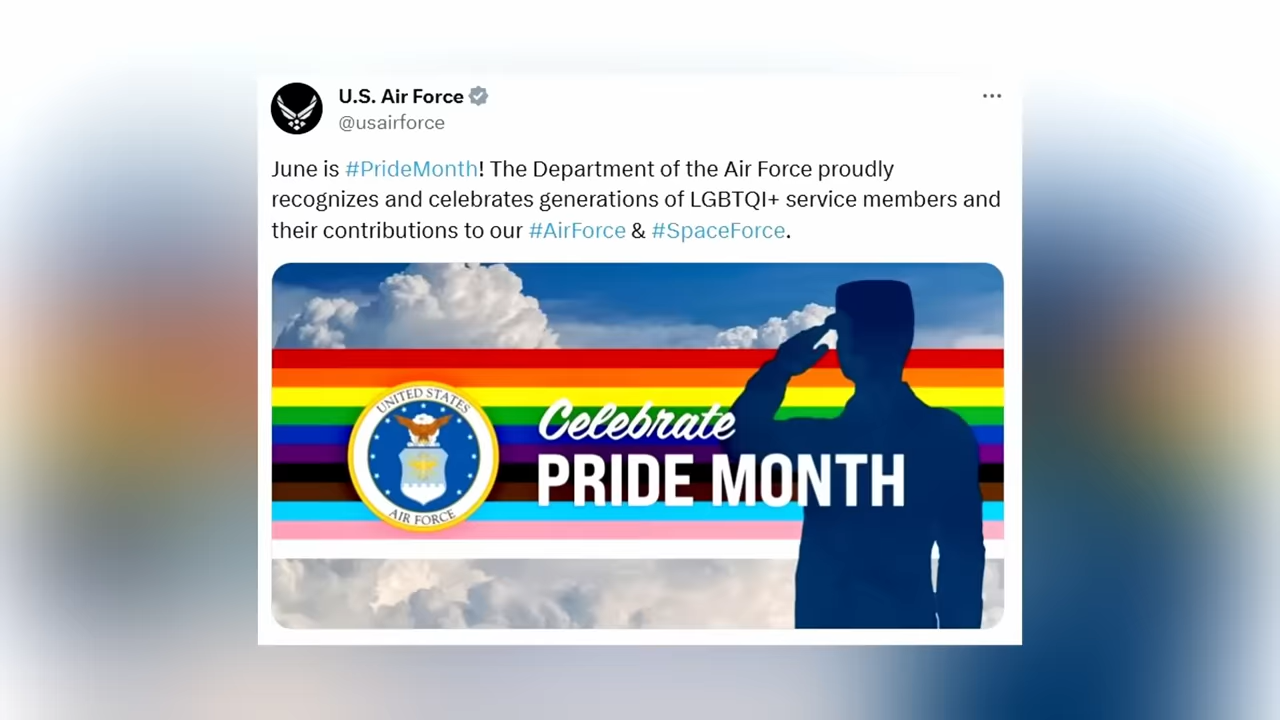 U.S. Air Force
@usairforce
June is #PrideMonth! The Department of the Air Force proudly
recognizes and celebrates generations of LGBTQI+ service members and
their contributions to our #AirForce & #SpaceForce.
UNITED STATES
AIR FORCE
Celebrate
PRIDE MONTH